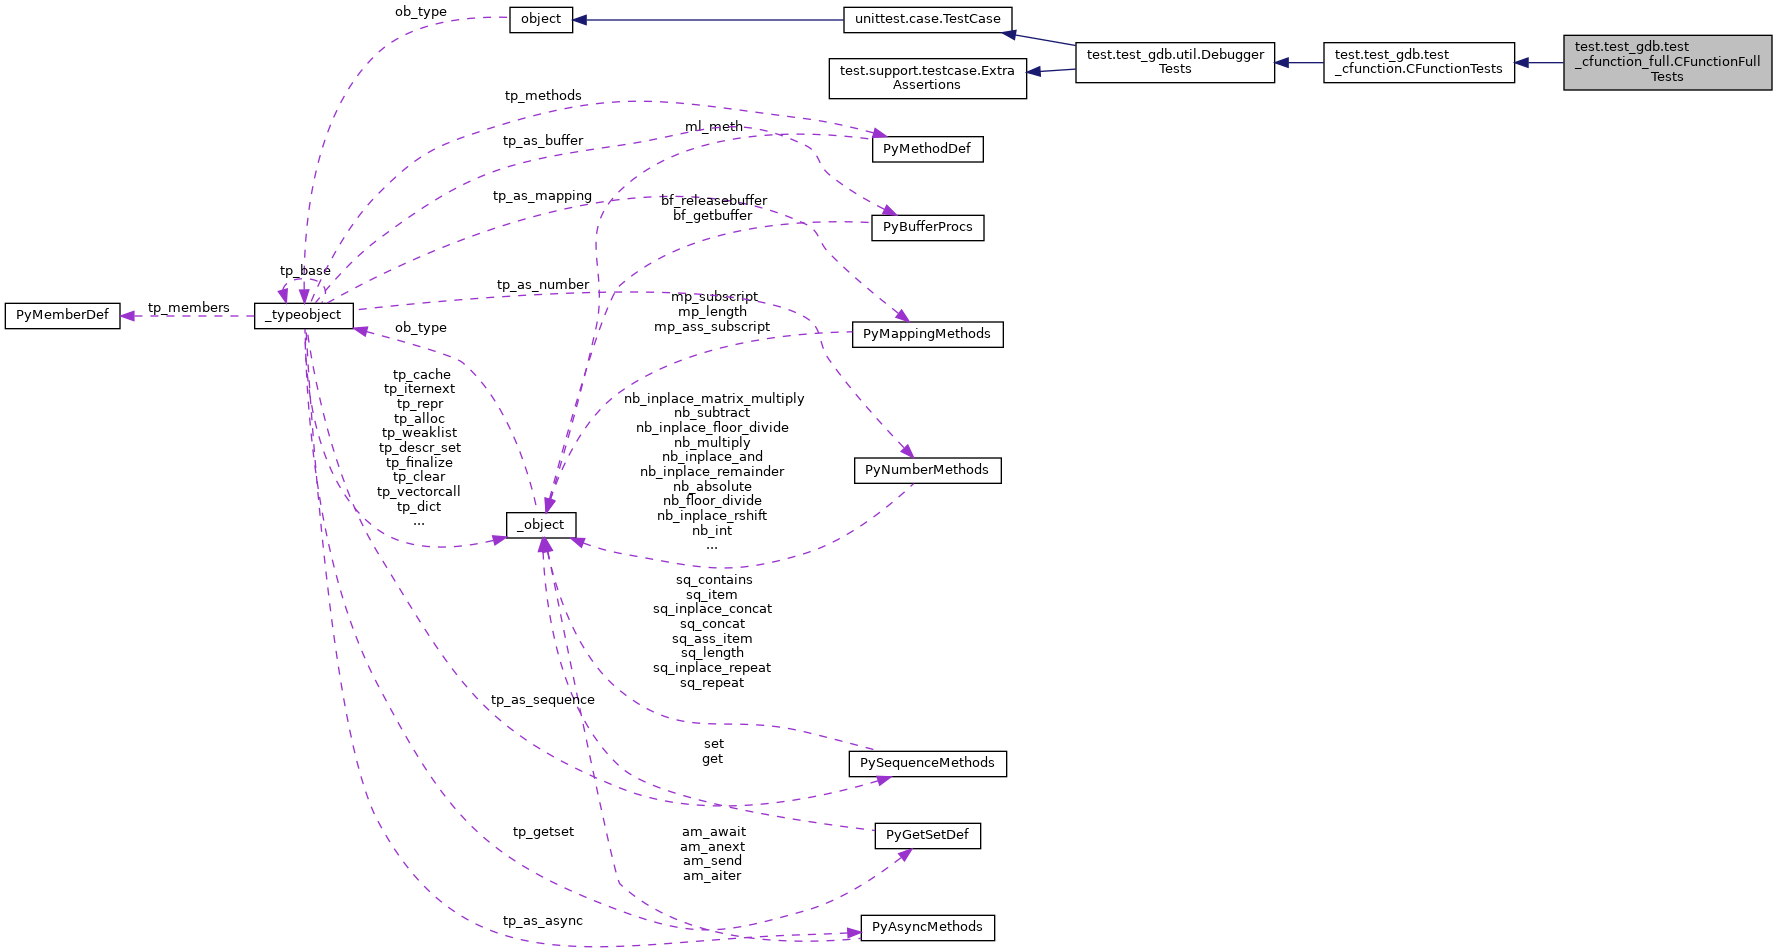 ob_type
object
unittest.case.TestCase
test.support.testcase.Extra
Assertions
test.test_gdb.util.Debugger
Tests
test.test_gdb.test
_cfunction.CFunctionTests
test.test_gdb.test
_cfunction_full.CFunctionFull
Tests
tp_methods
ml_meth
tp_as_buffer
PyMethodDef
tp_as_mapping
bf_releasebuffer
bf_getbuffer
PyBufferProcs
tp_base
tp_as_number
PyMemberDef
tp_members
_typeobject
ob_type
mp_subscript
mp_length
mp_ass_subscript
PyMappingMethods
tp_cache
tp_iternext
tp_repr
tp_alloc
tp_weaklist
tp_descr_set
tp_finalize
tp_clear
tp_vectorcall
tp_dict
...
nb_inplace_matrix_multiply
nb_subtract
nb_inplace_floor_divide
nb_multiply
nb_inplace_and
nb_inplace_remainder
nb_absolute
nb_floor_divide
nb_inplace_rshift
nb_int
...
PyNumberMethods
_object
sq_contains
sq_item
sq_inplace_concat
sq_concat
sq_ass_item
sq_length
sq_inplace_repeat
sq_repeat
tp_as_sequence
set
get
PySequenceMethods
tp_getset
am_await
am_anext
am_send
am_aiter
PyGetSetDef
tp_as_async
PyAsyncMethods